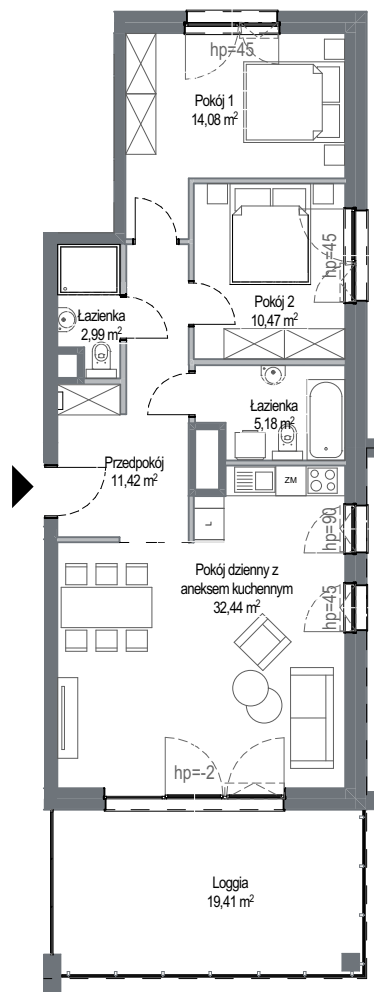 hp=45
Pokój 1
14,08 m²
hp=45
Pokój 2
10,47 m²
Łazienka
2,99 m²
Łazienka
5,18 m²
Przedpokój
11,42 m²
ZM
L
hp=90
Pokój dzienny z
aneksem kuchennym
32,44 m²
hp=45
hp=-2
Loggia
19,41 m²